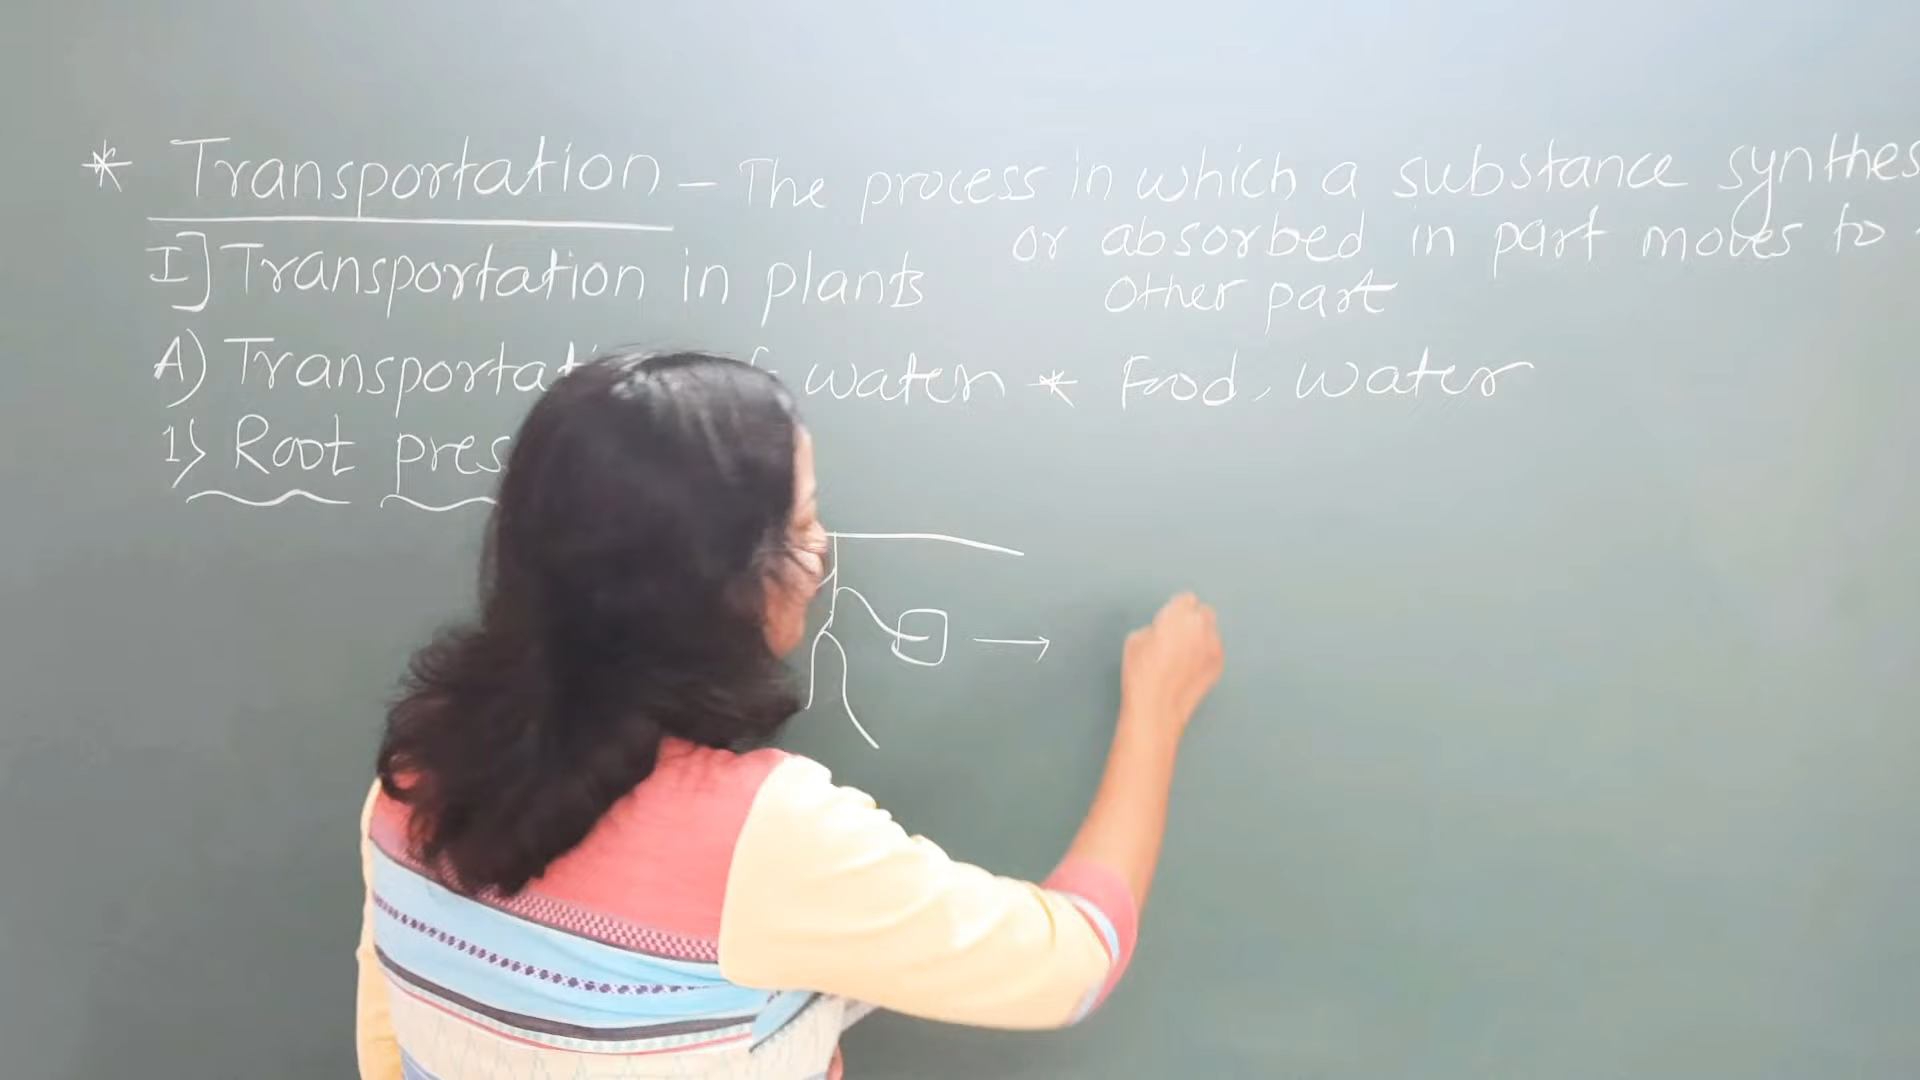 * Transportation - The process in which a substance synthes
or absorbed in part moves to
other part
I] Transportation in plants
A) Transportat water * Food, water
1) Root pres